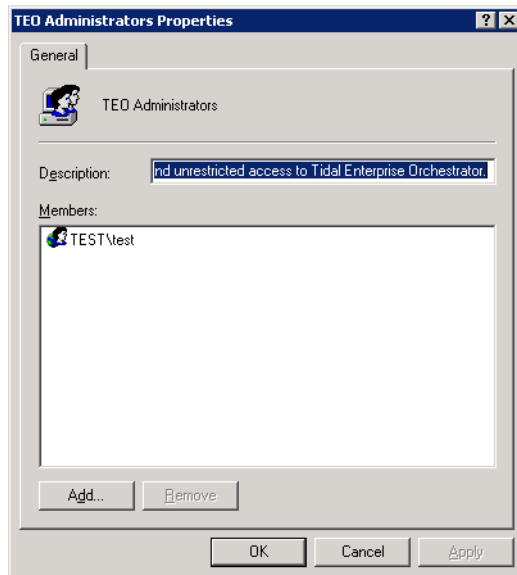 TEO Administrators Properties
General
TEO Administrators
Description:
nd unrestricted access to Tidal Enterprise Orchestrator.
Members:
TEST\test
Add...
Remove
OK
Cancel
Apply